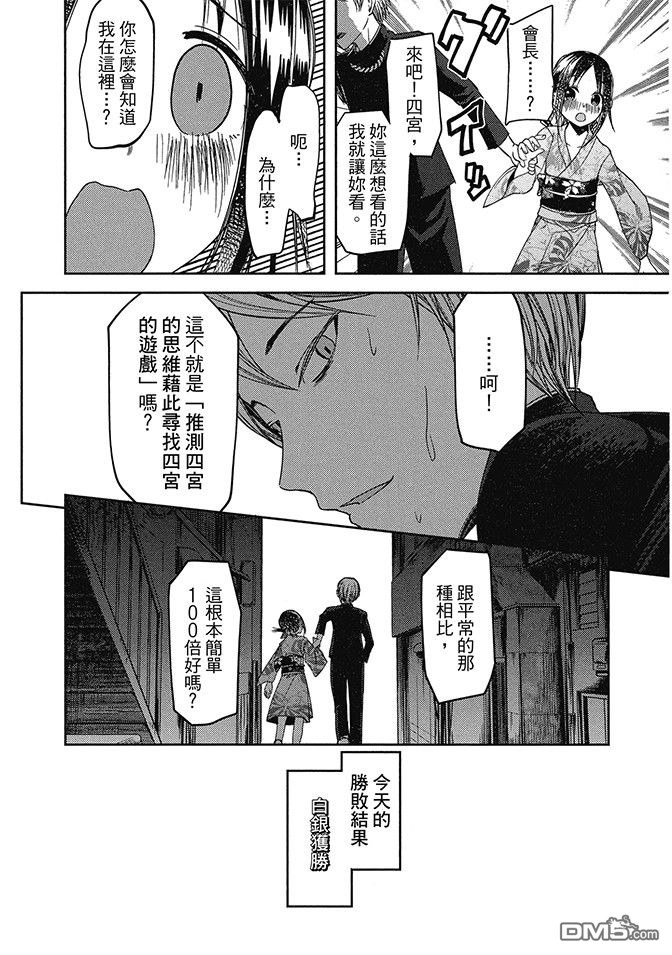 會長……？
グググッ
來吧！四宮，
妳這麼想看的話
我就讓妳看。
呃…
為什麼…
你怎麼會知道
我在這裡…？
……呵！
這不就是「推測四宮
的思維藉此尋找四宮
的遊戲」嗎？
跟平常的那
種相比，
這根本簡單
100倍好嗎？
今天的
勝敗結果
白銀獲勝
DM5.com